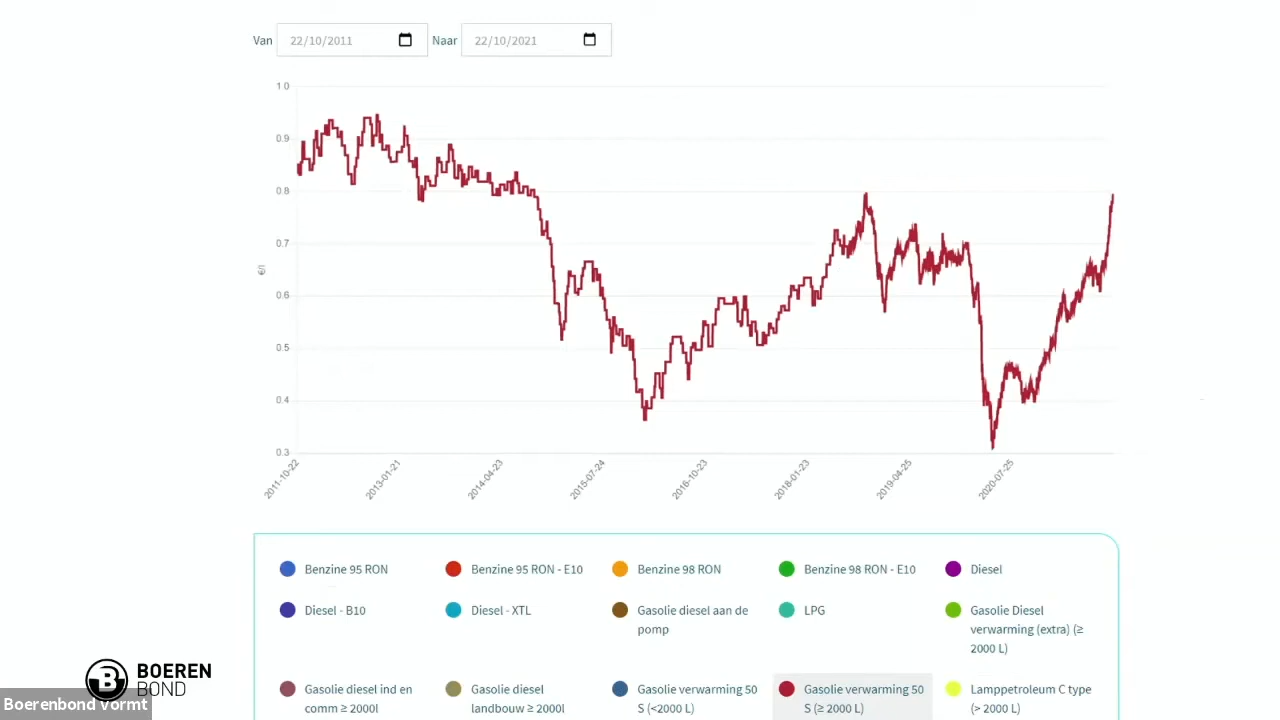 Van 22/10/2011 Naar 22/10/2021
1.0
0.9
0.8
0.7
€/l
0.6
0.5
0.4
0.3
2011-10-22 2013-01-21 2014-04-23 2015-07-24 2016-10-23 2018-01-23 2019-04-25 2020-07-25
Benzine 95 RON Benzine 95 RON - E10 Benzine 98 RON Benzine 98 RON - E10 Diesel
Diesel - B10 Diesel - XTL Gasolie diesel aan de LPG Gasolie Diesel
pomp verwarming (extra) (≥
2000 L)
Gasolie diesel ind en Gasolie diesel Gasolie verwarming 50 Gasolie verwarming 50 Lamppetroleum C type
comm ≥ 2000l landbouw ≥ 2000l S (<2000 L) S (≥ 2000 L) (> 2000 L)
B BOEREN
BOND
Boerenbond vormt